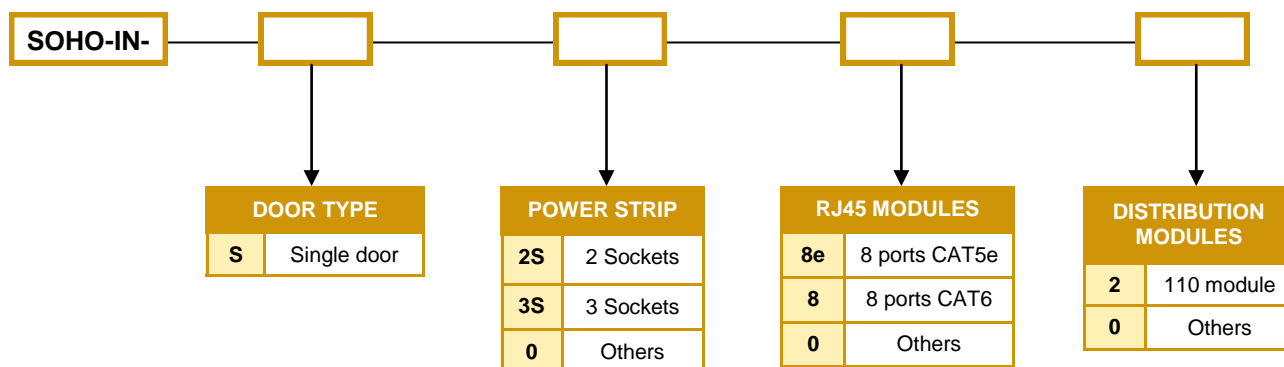 SOHO-IN-
DOOR TYPE
S Single door
POWER STRIP
2S 2 Sockets
3S 3 Sockets
0 Others
RJ45 MODULES
8e 8 ports CAT5e
8 8 ports CAT6
0 Others
DISTRIBUTION
MODULES
2 110 module
0 Others